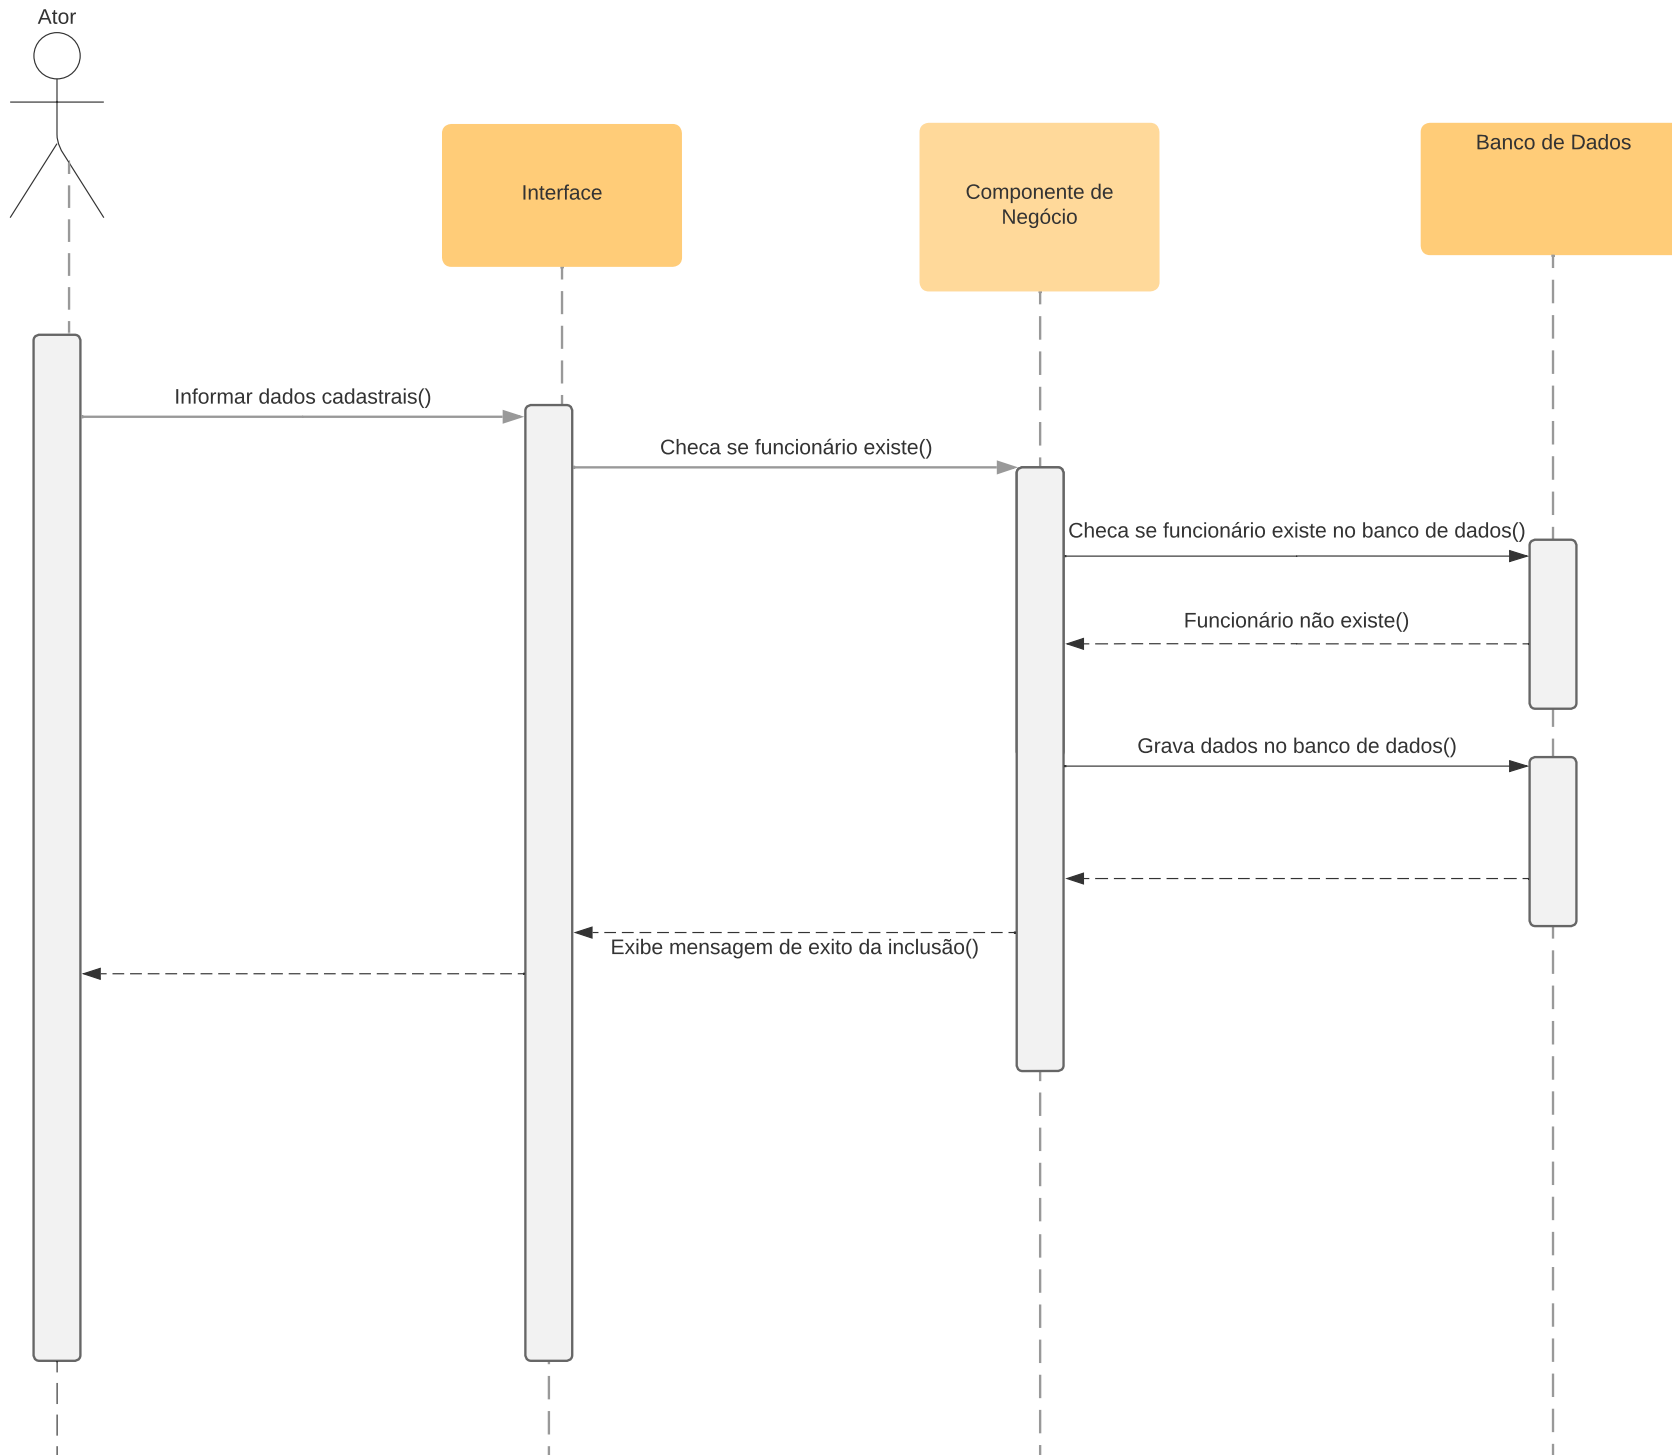 Ator
Interface
Componente de
Negócio
Banco de Dados
Informar dados cadastrais()
Checa se funcionário existe()
Checa se funcionário existe no banco de dados()
Funcionário não existe()
Grava dados no banco de dados()
Exibe mensagem de exito da inclusão()